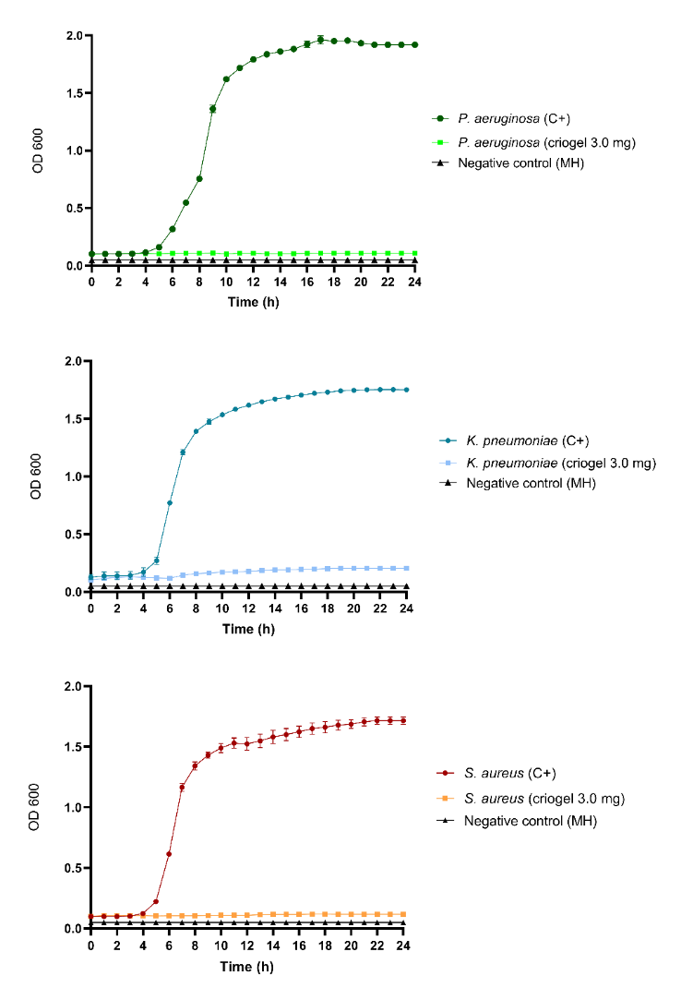 2.0
1.5
1.0
0.5
0.0
OD 600
0 2 4 6 8 10 12 14 16 18 20 22 24
Time (h)
P. aeruginosa (C+)
P. aeruginosa (criogel 3.0 mg)
Negative control (MH)
2.0
1.5
1.0
0.5
0.0
OD 600
0 2 4 6 8 10 12 14 16 18 20 22 24
Time (h)
K. pneumoniae (C+)
K. pneumoniae (criogel 3.0 mg)
Negative control (MH)
2.0
1.5
1.0
0.5
0.0
OD 600
0 2 4 6 8 10 12 14 16 18 20 22 24
Time (h)
S. aureus (C+)
S. aureus (criogel 3.0 mg)
Negative control (MH)